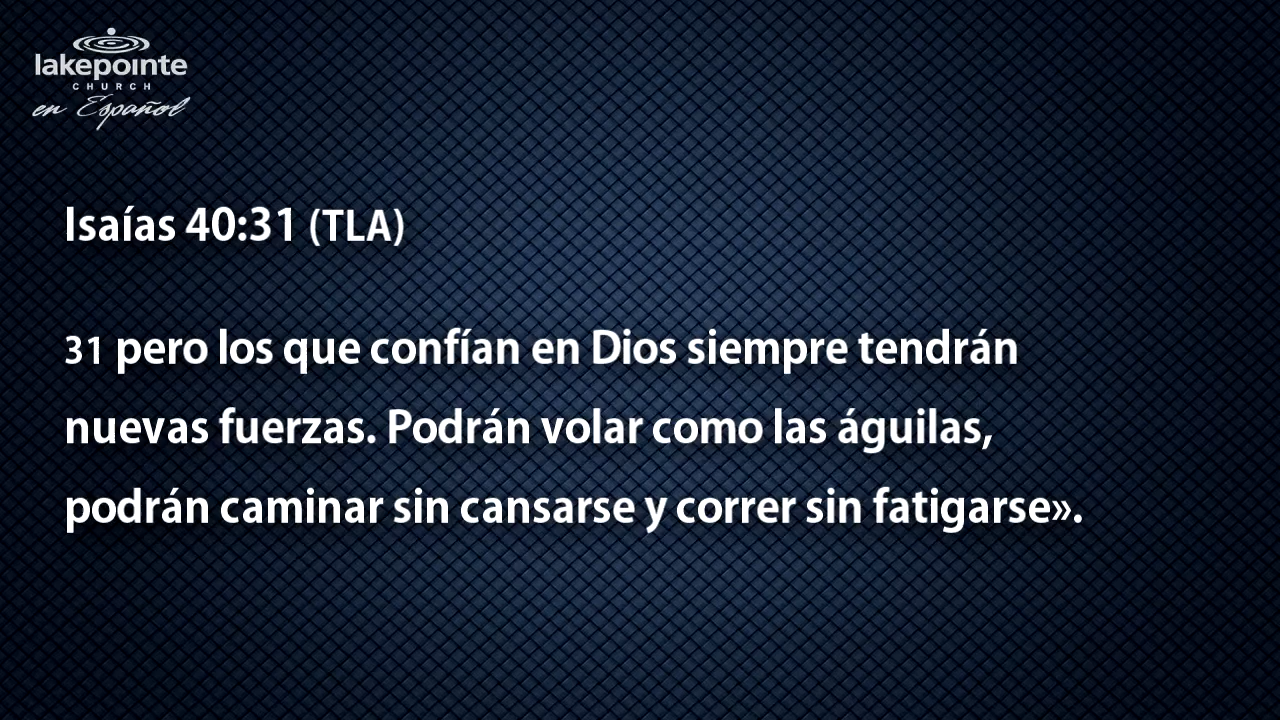 lakepointe
CHURCH
en Español
Isaías 40:31 (TLA)
31 pero los que confían en Dios siempre tendrán
nuevas fuerzas. Podrán volar como las águilas,
podrán caminar sin cansarse y correr sin fatigarse».